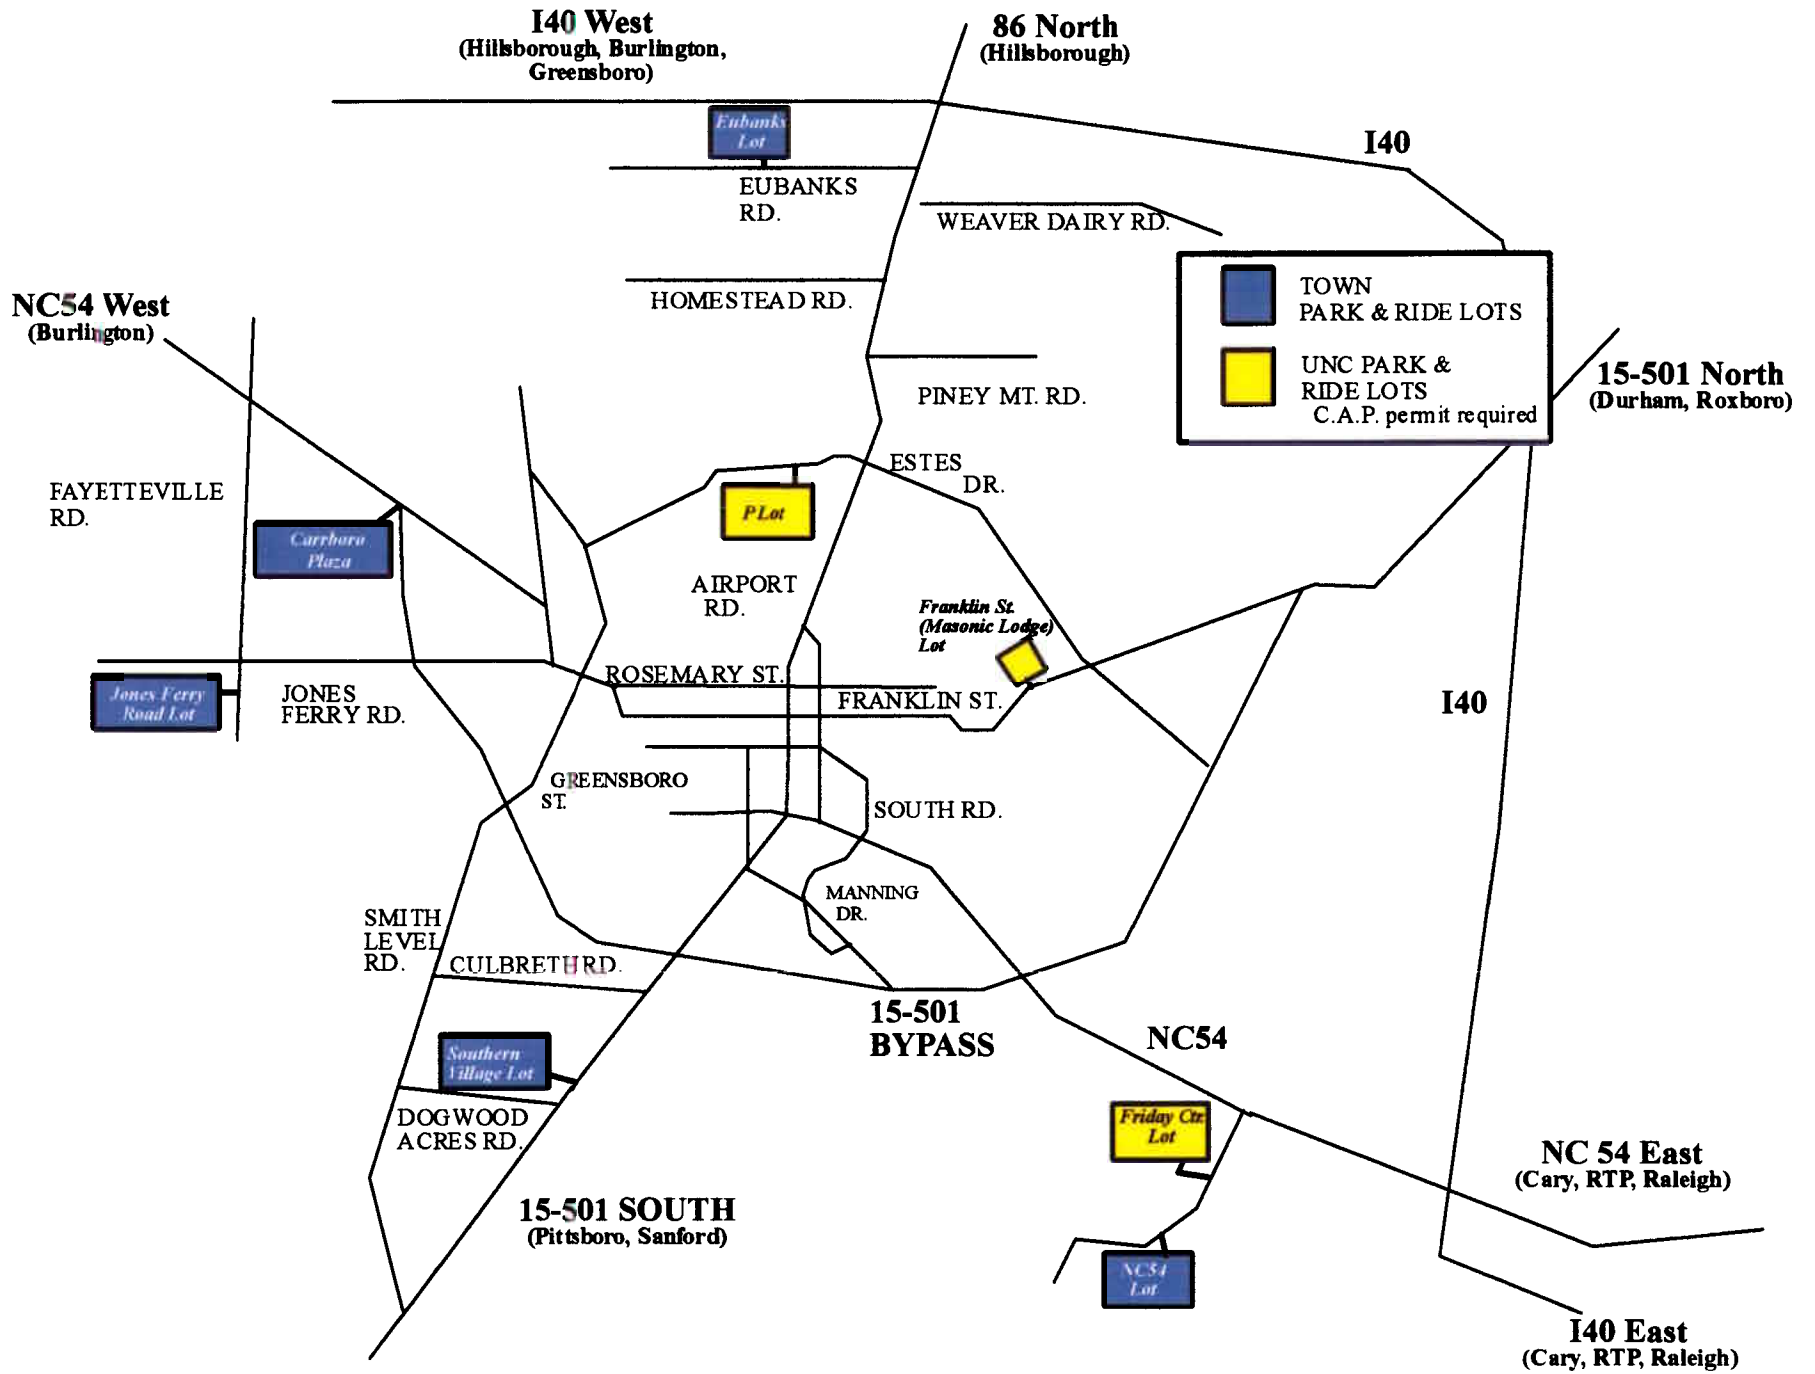 I40 West
(Hillsborough, Burlington,
Greensboro)
86 North
(Hillsborough)
Eubanks
Lot
I40
EUBANKS
RD.
WEAVER DAIRY RD.
HOMESTEAD RD.
NC54 West
(Burlington)
TOWN
PARK & RIDE LOTS
UNC PARK &
RIDE LOTS
C.A.P. permit required
15-501 North
(Durham, Roxboro)
PINEY MT. RD.
ESTES
DR.
FAYETTEVILLE
RD.
P Lot
Carrboro
Plaza
AIRPORT
RD.
Franklin St.
(Masonic Lodge)
Lot
ROSEMARY ST.
FRANKLIN ST.
Jones Ferry
Road Lot
JONES
FERRY RD.
I40
GREENSBORO
ST.
SOUTH RD.
MANNING
DR.
SMITH
LEVEL
RD.
CULBRETH RD.
15-501
BYPASS
NC54
Southern
Village Lot
DOGWOOD
ACRES RD.
Friday Ctr.
Lot
NC 54 East
(Cary, RTP, Raleigh)
15-501 SOUTH
(Pittsboro, Sanford)
NC54
Lot
I40 East
(Cary, RTP, Raleigh)